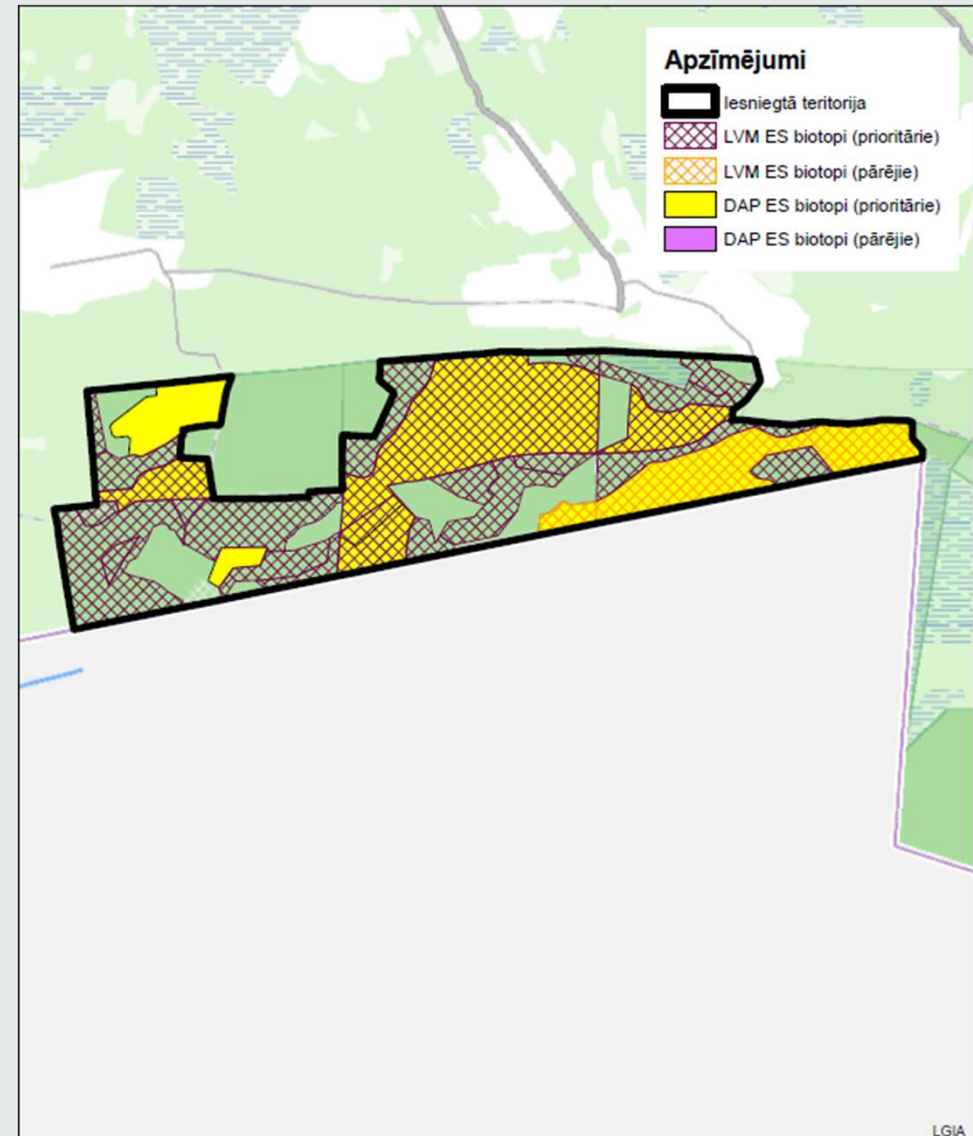 Apzīmējumi
Iesniegtā teritorija
LVM ES biotopi (prioritārie)
LVM ES biotopi (pārējie)
DAP ES biotopi (prioritārie)
DAP ES biotopi (pārējie)
LGIA